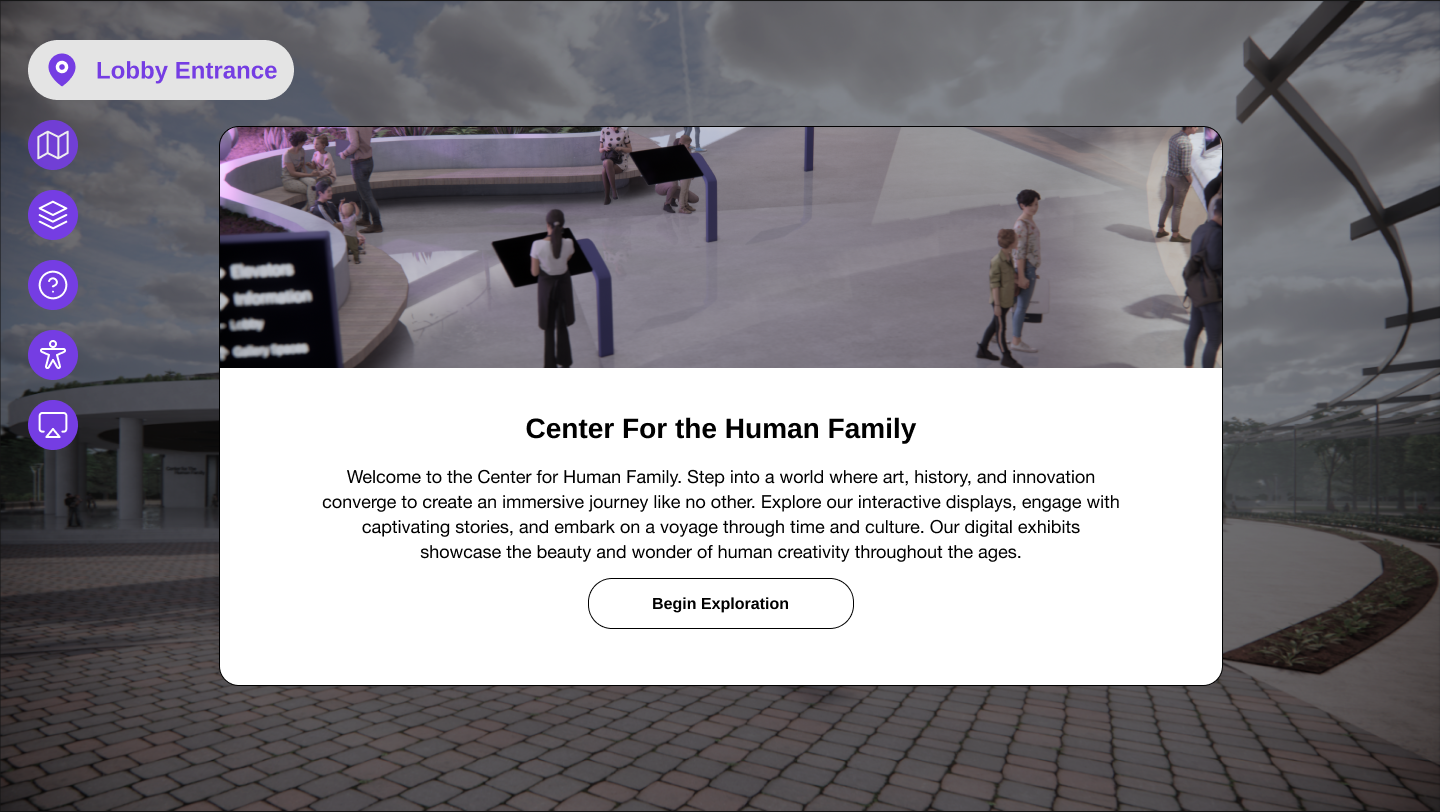 Lobby Entrance
Elevators
Information
Lobby
Gallery Spaces
Center For the Human Family
Welcome to the Center for Human Family. Step into a world where art, history, and innovation
converge to create an immersive journey like no other. Explore our interactive displays, engage with
captivating stories, and embark on a voyage through time and culture. Our digital exhibits
showcase the beauty and wonder of human creativity throughout the ages.
Begin Exploration